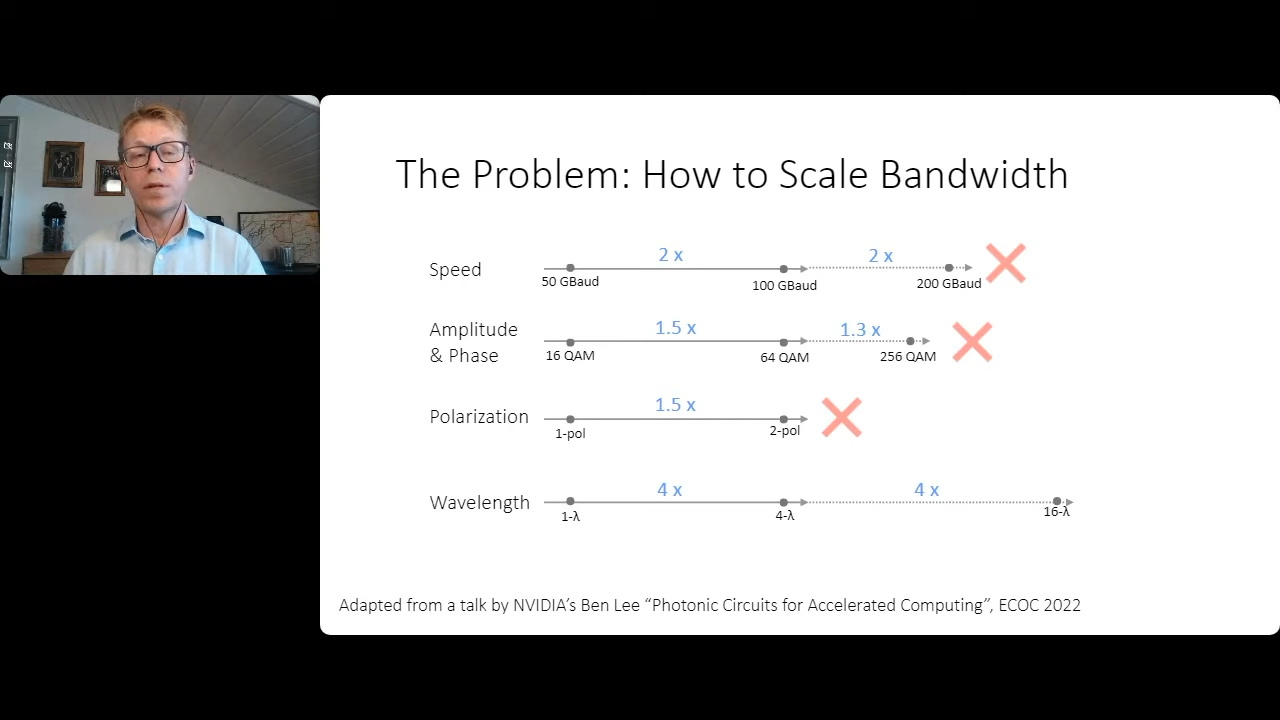 The Problem: How to Scale Bandwidth
Speed
2 x
2 x
50 GBaud
100 GBaud
200 GBaud
Amplitude
& Phase
1.5 x
1.3 x
16 QAM
64 QAM
256 QAM
Polarization
1.5 x
1-pol
2-pol
Wavelength
4 x
4 x
1-λ
4-λ
16-λ
Adapted from a talk by NVIDIA’s Ben Lee “Photonic Circuits for Accelerated Computing”, ECOC 2022